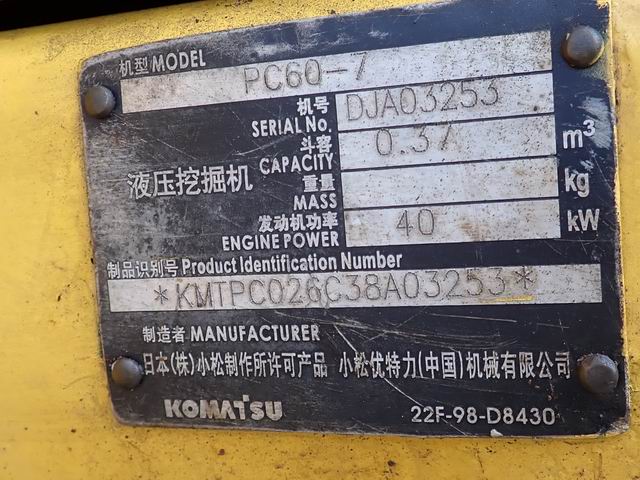 机型 MODEL PC60-7
机号 SERIAL No. DJA03253
斗容 CAPACITY 0.37 m³
液压挖掘机
重量 MASS kg
发动机功率 ENGINE POWER 40 kW
制品识别号 Product Identification Number
*KMTPC026C38A03253*
制造者 MANUFACTURER
日本(株)小松制作所许可产品 小松优特力(中国)机械有限公司
KOMATSU 22F-98-D8430